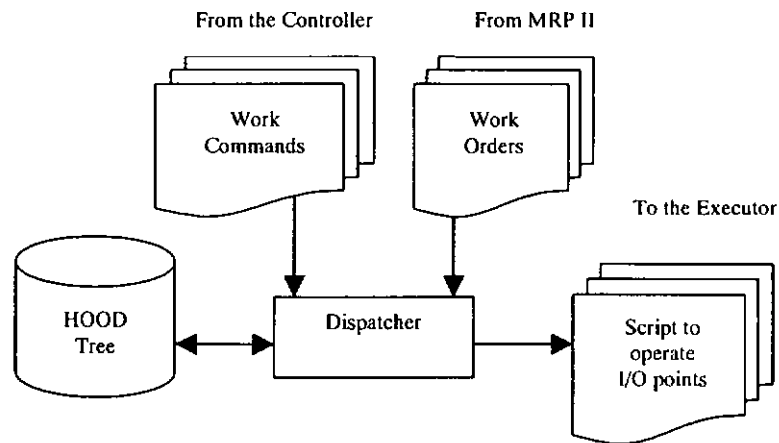 From the Controller
From MRP II
Work
Commands
Work
Orders
To the Executor
HOOD
Tree
Dispatcher
Script to
operate
I/O points